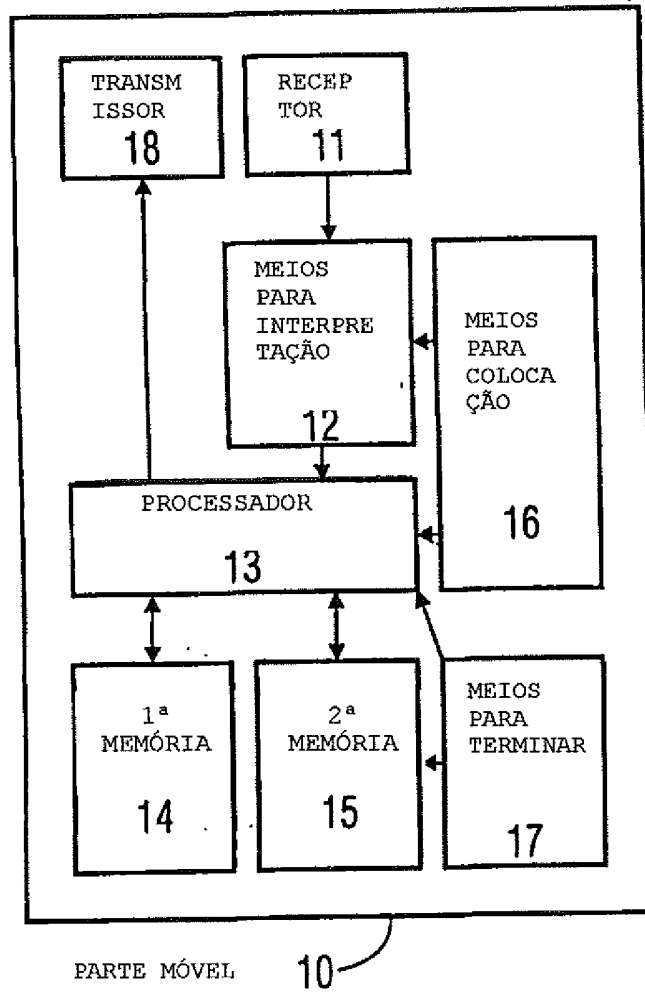 TRANSM
ISSOR
18
RECEP
TOR
11
MEIOS
PARA
INTERPRE
TAÇÃO
12
MEIOS
PARA
COLOCA
ÇÃO
16
PROCESSADOR
13
1ª
MEMÓRIA
14
2ª
MEMÓRIA
15
MEIOS
PARA
TERMINAR
17
PARTE MÓVEL 10